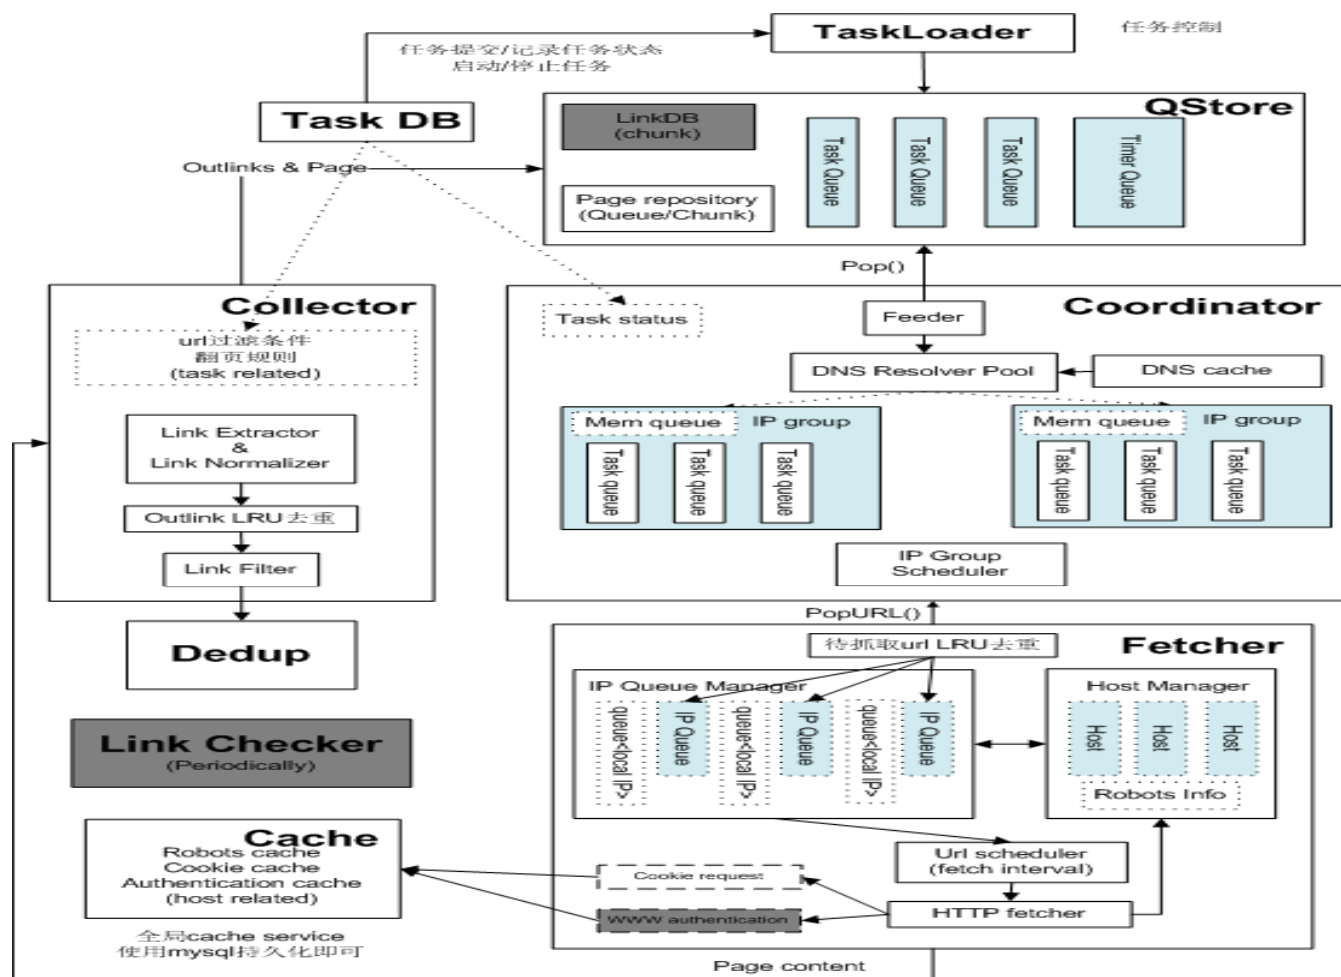 TaskLoader
任务控制
任务提交/记录任务状态
启动/停止任务
Task DB
QStore
LinkDB
(chunk)
Page repository
(Queue/Chunk)
Task Queue
Task Queue
Task Queue
Timer Queue
Outlinks & Page
Pop()
Collector
url过滤条件
翻页规则
(task related)
Link Extractor
&
Link Normalizer
Outlink LRU去重
Link Filter
Dedup
Link Checker
(Periodically)
Cache
Robots cache
Cookie cache
Authentication cache
(host related)
全局cache service
使用mysql持久化即可
Coordinator
Task status
Feeder
DNS Resolver Pool
DNS cache
Mem queue
IP group
Task queue
Task queue
Task queue
Mem queue
IP group
Task queue
Task queue
Task queue
IP Group
Scheduler
PopURL()
Fetcher
待抓取url LRU去重
IP Queue Manager
queue<local IP>
IP Queue
queue<local IP>
IP Queue
queue<local IP>
IP Queue
Host Manager
Host
Host
Host
Robots Info
Url scheduler
(fetch interval)
HTTP fetcher
Cookie request
WWW authentication
Page content